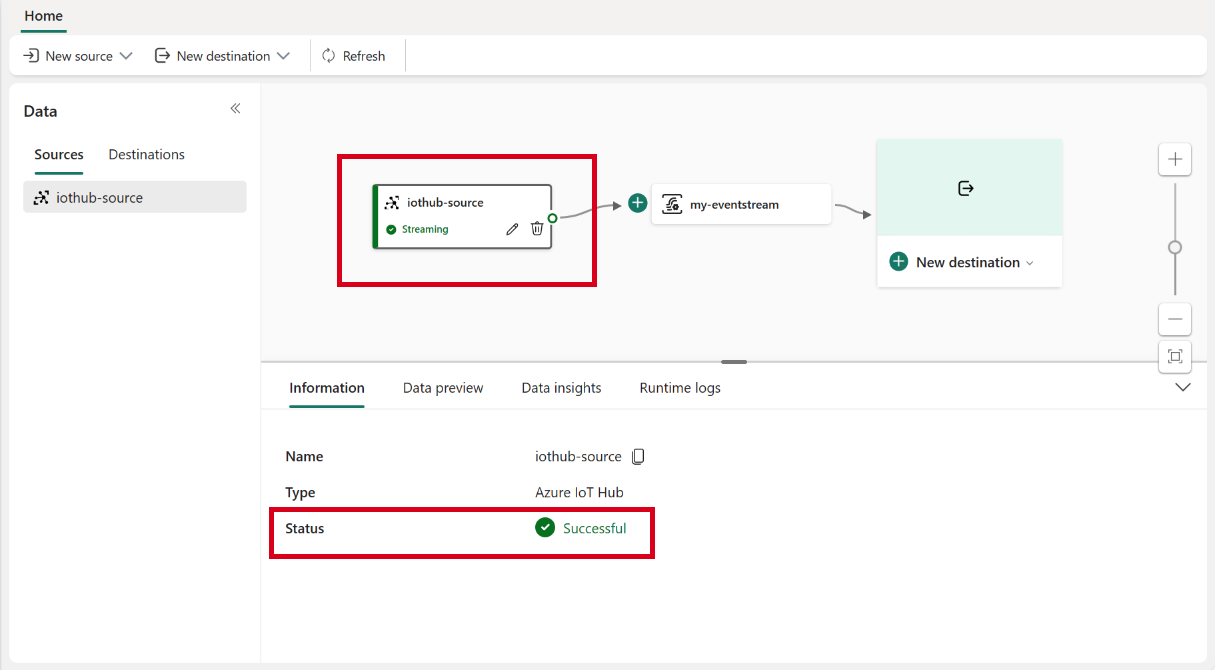 Home
New source
New destination
Refresh
Data
Sources
Destinations
iothub-source
iothub-source
Streaming
my-eventstream
New destination
Information
Data preview
Data insights
Runtime logs
Name
iothub-source
Type
Azure IoT Hub
Status
Successful